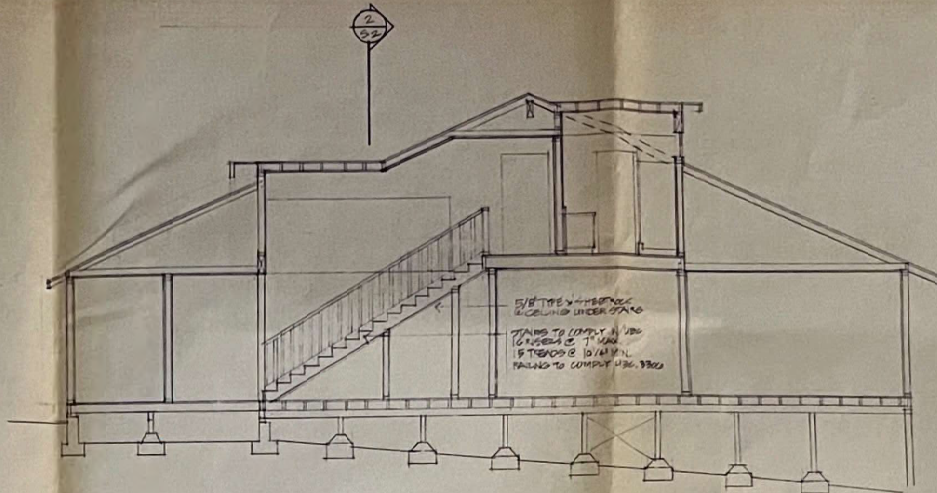 2
S2
5/8" TYPE X SHEETROCK
@ CEILING UNDER STAIRS
STAIRS TO COMPLY W/ UBC
16 RISERS @ 7" MAX.
15 TREADS @ MIN.
RAILING TO COMPLY UBC